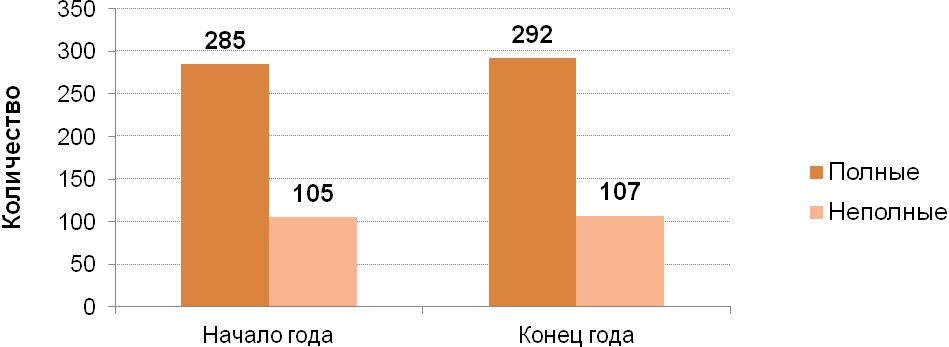 Количество
350
300
250
200
150
100
50
0
285
105
292
107
Начало года
Конец года
Полные
Неполные